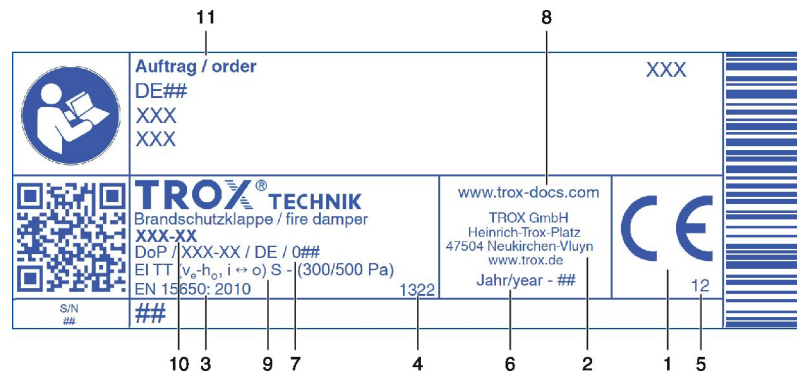 11
8
Auftrag / order
XXX
DE##
XXX
XXX
TROX® TECHNIK
Brandschutzklappe / fire damper
XXX-XX
DoP / XXX-XX / DE / 0##
EI TT (ve-ho, i ↔ o) S - (300/500 Pa)
EN 15650: 2010
1322
www.trox-docs.com
TROX GmbH
Heinrich-Trox-Platz
47504 Neukirchen-Vluyn
www.trox.de
Jahr/year - ##
CE
12
S/N
##
##
10 3 9 7 4 6 2 1 5